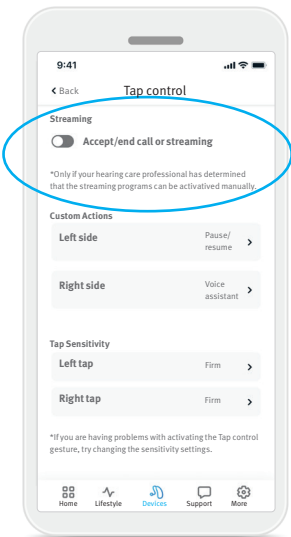 9:41
Back Tap control
Streaming
Accept/end call or streaming
*Only if your hearing care professional has determined
that the streaming programs can be activatived manually.
Custom Actions
Left side Pause/
resume
Right side Voice
assistant
Tap Sensitivity
Left tap Firm
Right tap Firm
*If you are having problems with activating the Tap control
gesture, try changing the sensitivity settings.
Home Lifestyle Devices Support More